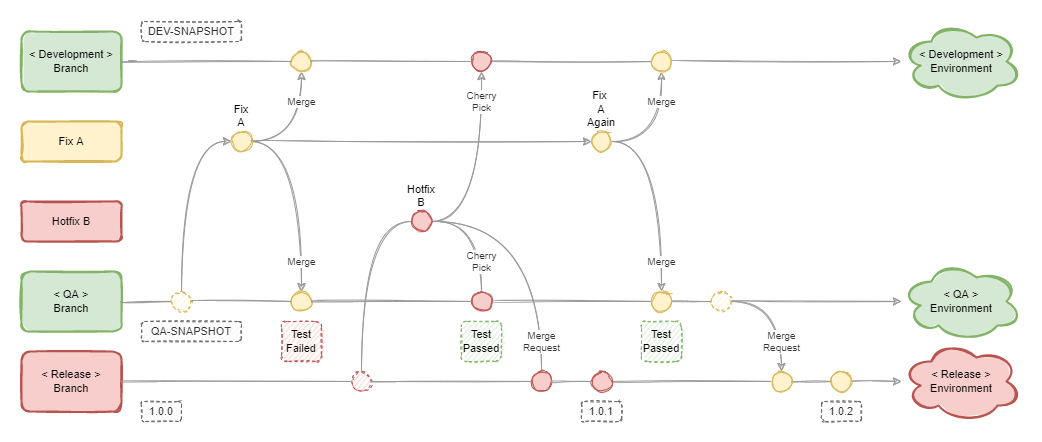 DEV-SNAPSHOT
< Development >
Branch
< Development >
Environment
Merge
Cherry
Pick
Fix
A
Again
Merge
Fix
A
Fix A
Hotfix
B
Hotfix B
Merge
Cherry
Pick
Merge
< QA >
Branch
< QA >
Environment
QA-SNAPSHOT
Test
Failed
Test
Passed
Merge
Request
Test
Passed
Merge
Request
< Release >
Branch
< Release >
Environment
1.0.0
1.0.1
1.0.2